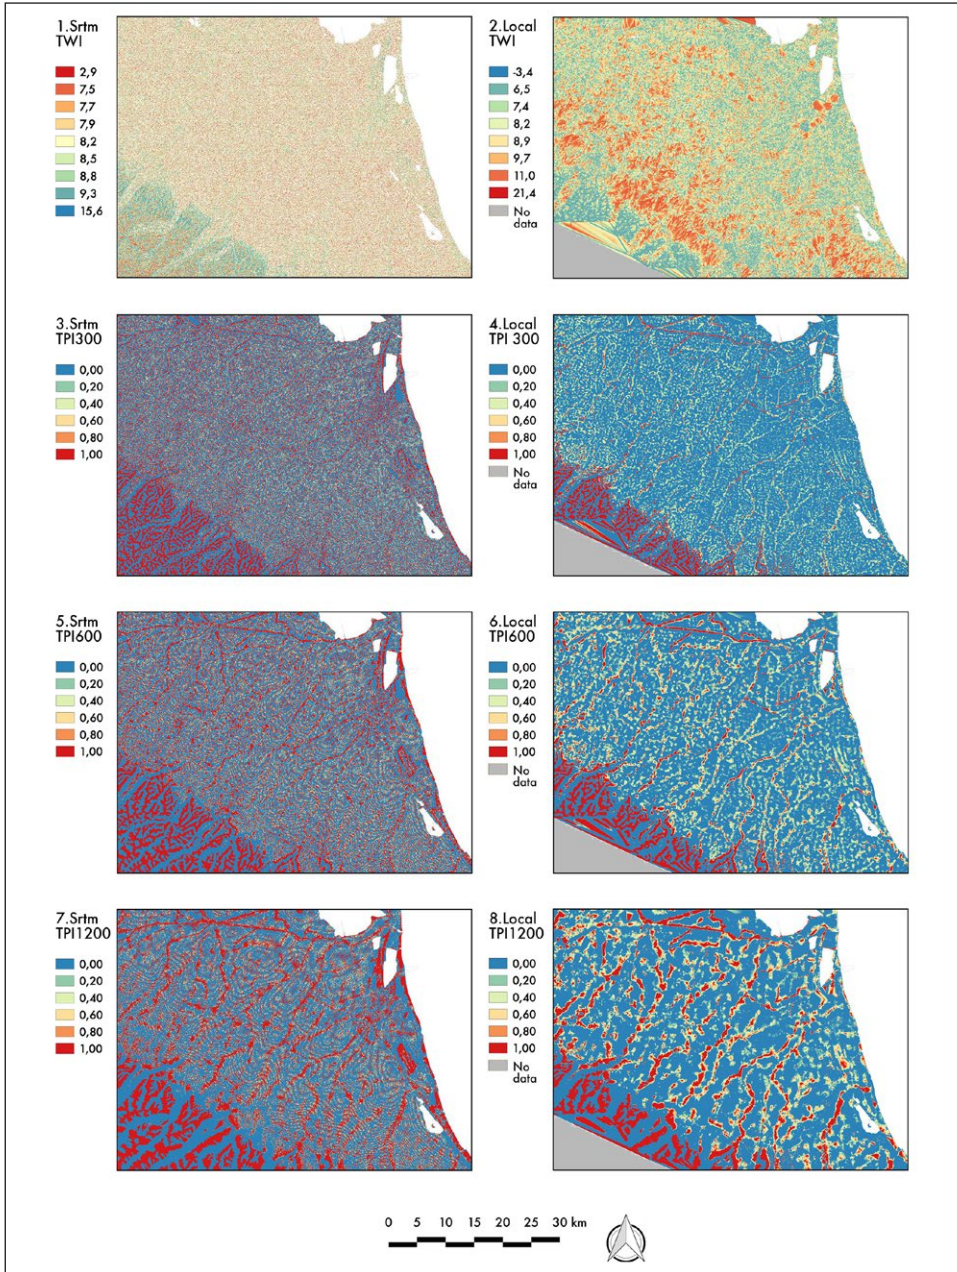 1.Srtm
TWI
2,9
7,5
7,7
7,9
8,2
8,5
8,8
9,3
15,6
2.Local
TWI
-3,4
6,5
7,4
8,2
8,9
9,7
11,0
21,4
No
data
3.Srtm
TPI300
0,00
0,20
0,40
0,60
0,80
1,00
4.Local
TPI 300
0,00
0,20
0,40
0,60
0,80
1,00
No
data
5.Srtm
TPI600
0,00
0,20
0,40
0,60
0,80
1,00
6.Local
TPI600
0,00
0,20
0,40
0,60
0,80
1,00
No
data
7.Srtm
TPI1200
0,00
0,20
0,40
0,60
0,80
1,00
8.Local
TPI1200
0,00
0,20
0,40
0,60
0,80
1,00
No
data
0 5 10 15 20 25 30 km